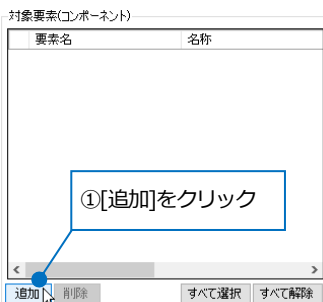 対象要素(コンポーネント)
要素名 名称
①[追加]をクリック
追加 削除 すべて選択 すべて解除